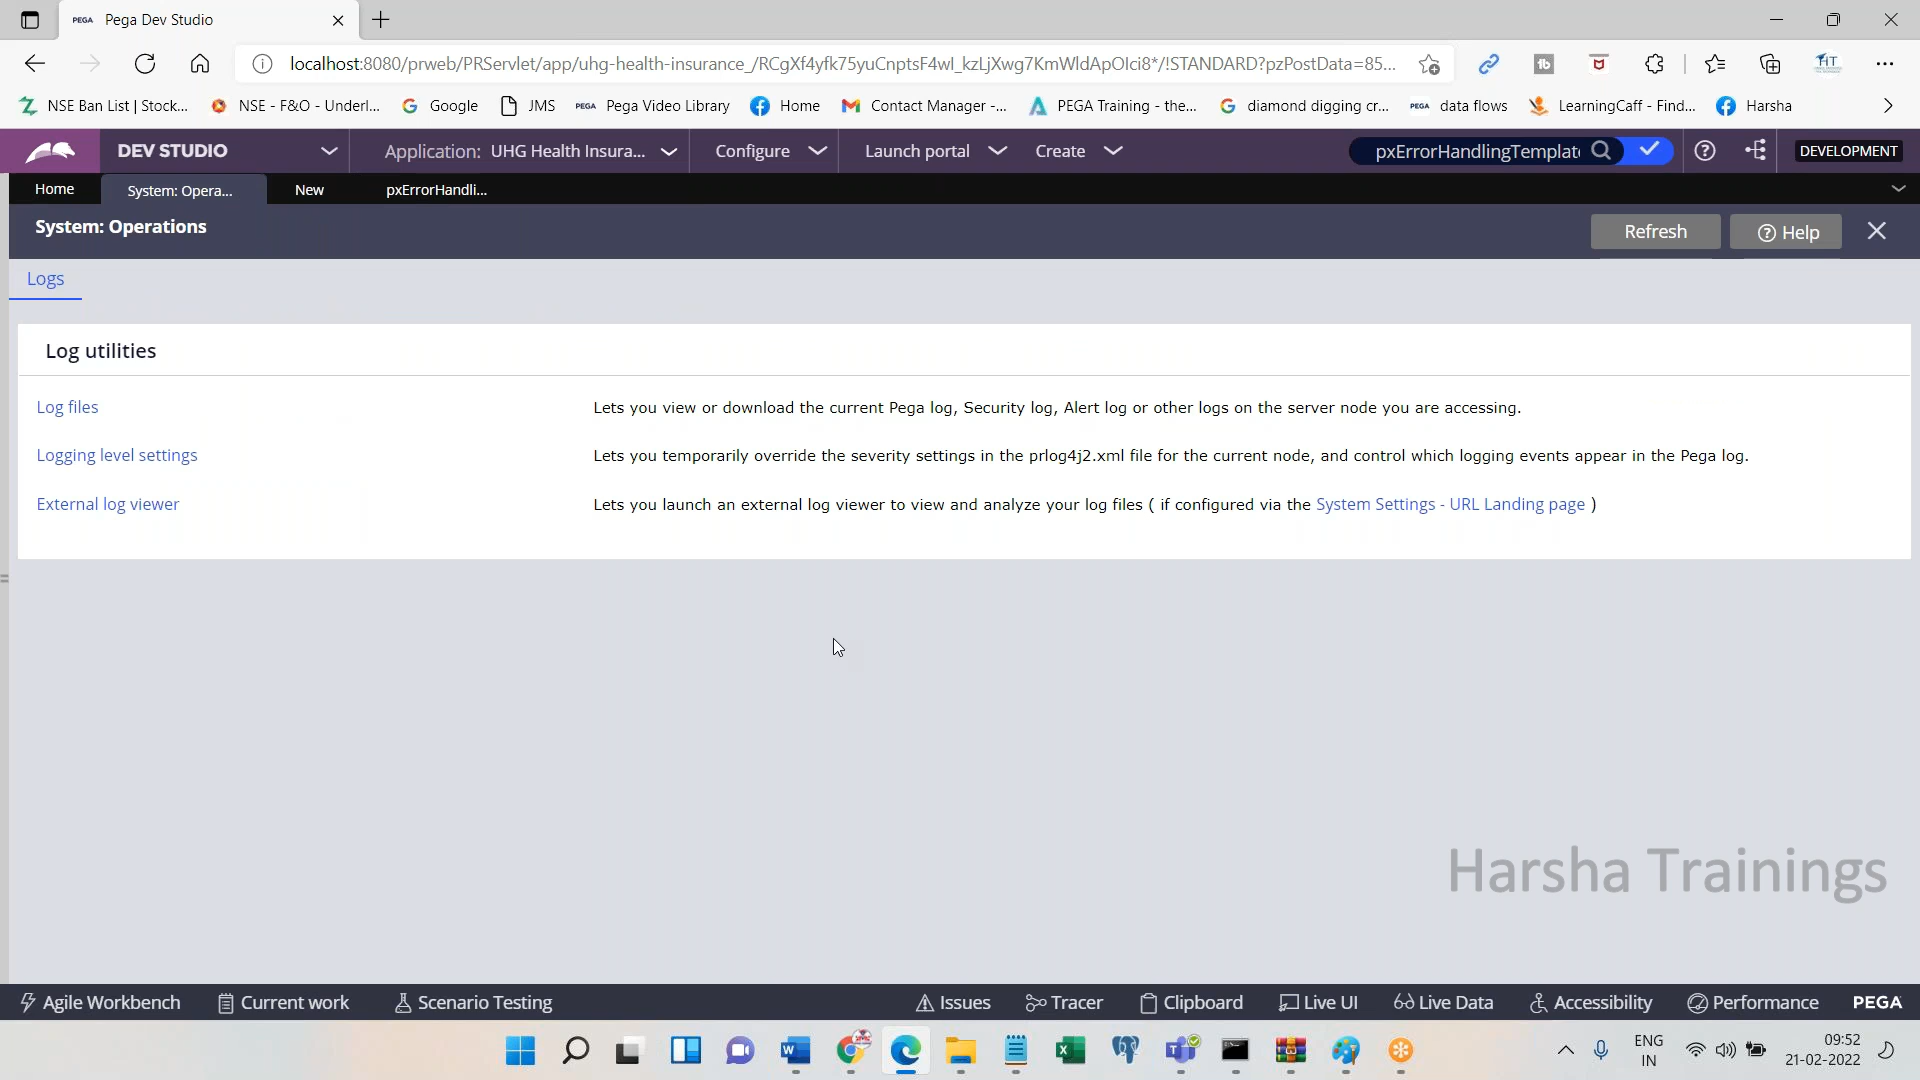 PEGA Pega Dev Studio
localhost:8080/prweb/PRServlet/app/uhg-health-insurance_/RCgXf4yfk75yuCnptsF4wl_kzLjXwg7KmWldApOIci8*/!STANDARD?pzPostData=85...
NSE Ban List | Stock... NSE - F&O - Underl... Google JMS PEGA Pega Video Library Home Contact Manager -... PEGA Training - the... diamond digging cr... PEGA data flows LearningCaff - Find... Harsha
DEV STUDIO Application: UHG Health Insura... Configure Launch portal Create pxErrorHandlingTemplate DEVELOPMENT
Home System: Opera... New pxErrorHandli...
System: Operations Refresh Help
Logs
Log utilities
Log files Lets you view or download the current Pega log, Security log, Alert log or other logs on the server node you are accessing.
Logging level settings Lets you temporarily override the severity settings in the prlog4j2.xml file for the current node, and control which logging events appear in the Pega log.
External log viewer Lets you launch an external log viewer to view and analyze your log files ( if configured via the System Settings - URL Landing page )
Harsha Trainings
Agile Workbench Current work Scenario Testing Issues Tracer Clipboard Live UI Live Data Accessibility Performance PEGA
ENG 09:52
IN 21-02-2022